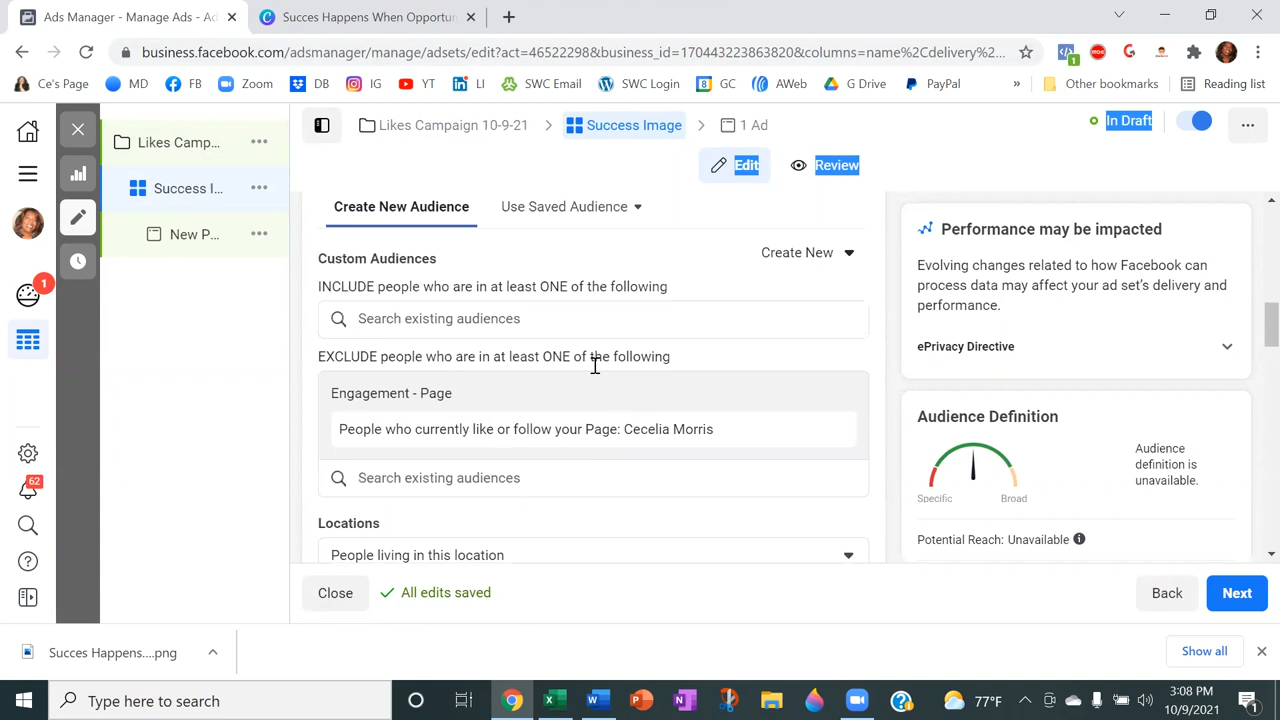 Ads Manager - Manage Ads - Ad
Succes Happens When Opportun
business.facebook.com/adsmanager/manage/adsets/edit?act=46522298&business_id=170443223863820&columns=name%2Cdelivery%2...
1
Ce's Page
MD
FB
Zoom
DB
IG
YT
LI
SWC Email
SWC Login
GC
AWeb
G Drive
PayPal
»
Other bookmarks
Reading list
Likes Campaign 10-9-21
Success Image
1 Ad
In Draft
Edit
Review
Likes Camp...
Success I...
New P...
1
62
Create New Audience
Use Saved Audience
Custom Audiences
Create New
INCLUDE people who are in at least ONE of the following
Search existing audiences
EXCLUDE people who are in at least ONE of the following
Engagement - Page
People who currently like or follow your Page: Cecelia Morris
Search existing audiences
Locations
People living in this location
Performance may be impacted
Evolving changes related to how Facebook can
process data may affect your ad set's delivery and
performance.
ePrivacy Directive
Audience Definition
Audience
definition is
unavailable.
Specific
Broad
Potential Reach: Unavailable
Close
All edits saved
Back
Next
Succes Happens....png
Show all
Type here to search
77°F
3:08 PM
10/9/2021
1